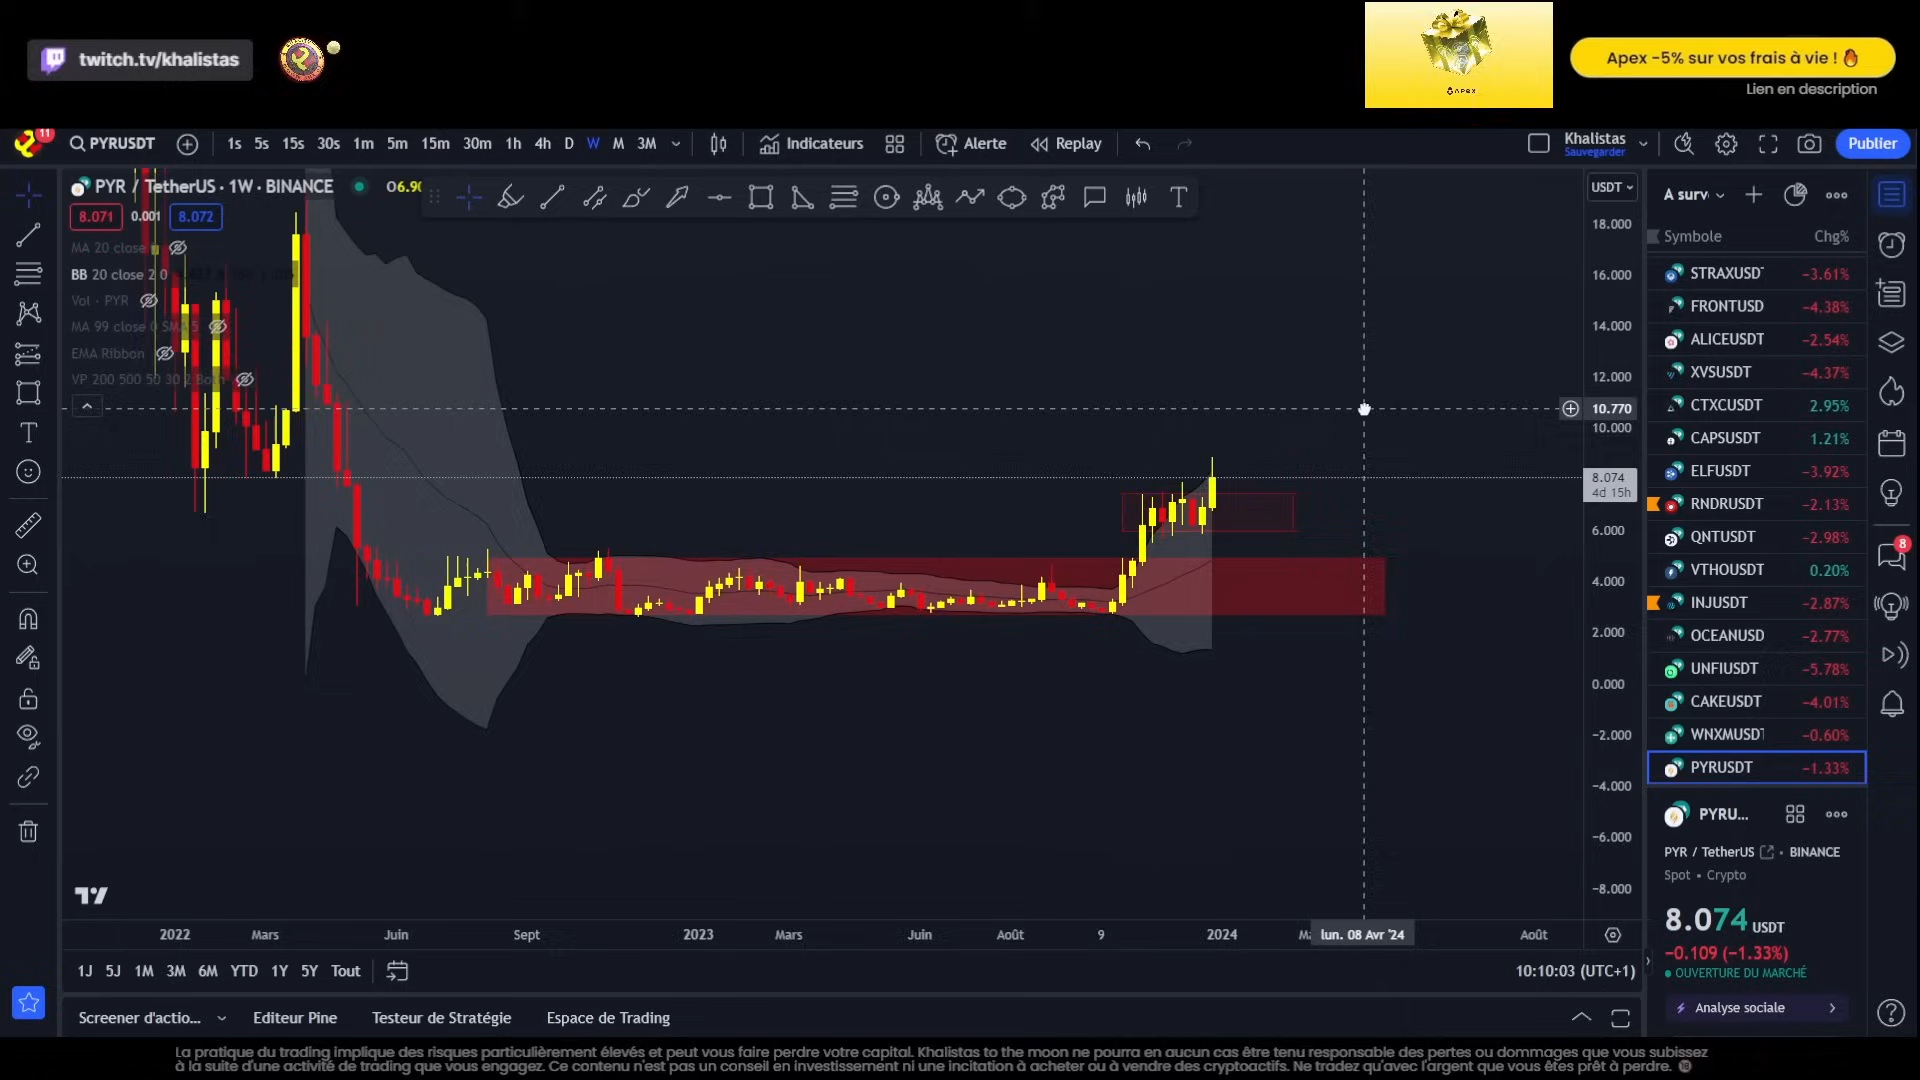 twitch.tv/khalistas
APEX
Apex -5% sur vos frais à vie !
Lien en description
11
PYRUSDT
1s 5s 15s 30s 1m 5m 15m 30m 1h 4h D W M 3M
Indicateurs
Alerte
Replay
Khalistas
Sauvegarder
Publier
PYR / TetherUS · 1W · BINANCE
O6.90
8.071 0.001 8.072
MA 20 close
BB 20 close 2 0
Vol · PYR
MA 99 close 0 SMA 5
EMA Ribbon
VP 200 500 50 30 2 Both
USDT
18.000
16.000
14.000
12.000
10.770
10.000
8.074
4d 15h
6.000
4.000
2.000
0.000
−2.000
−4.000
−6.000
−8.000
2022 Mars Juin Sept 2023 Mars Juin Août 9 2024 lun. 08 Avr '24 Août
1J 5J 1M 3M 6M YTD 1Y 5Y Tout
10:10:03 (UTC+1)
Screener d'actio... Editeur Pine Testeur de Stratégie Espace de Trading
A surv
Symbole Chg%
STRAXUSD −3.61%
FRONTUSD −4.38%
ALICEUSDT −2.54%
XVSUSDT −4.37%
CTXCUSDT 2.95%
CAPSUSDT 1.21%
ELFUSDT −3.92%
RNDRUSDT −2.13%
QNTUSDT −2.98%
VTHOUSDT 0.20%
INJUSDT −2.87%
OCEANUSD −2.77%
UNFIUSDT −5.78%
CAKEUSDT −4.01%
WNXMUSDT −0.60%
PYRUSDT −1.33%
8
PYRU...
PYR / TetherUS · BINANCE
Spot • Crypto
8.074 USDT
−0.109 (−1.33%)
OUVERTURE DU MARCHÉ
Analyse sociale
La pratique du trading implique des risques particulièrement élevés et peut vous faire perdre votre capital. Khalistas to the moon ne pourra en aucun cas être tenu responsable des pertes ou dommages que vous subissez
à la suite d'une activité de trading que vous engagez. Ce contenu n'est pas un conseil en investissement ni une incitation à acheter ou à vendre des cryptoactifs. Ne tradez qu'avec l'argent que vous êtes prêt à perdre.